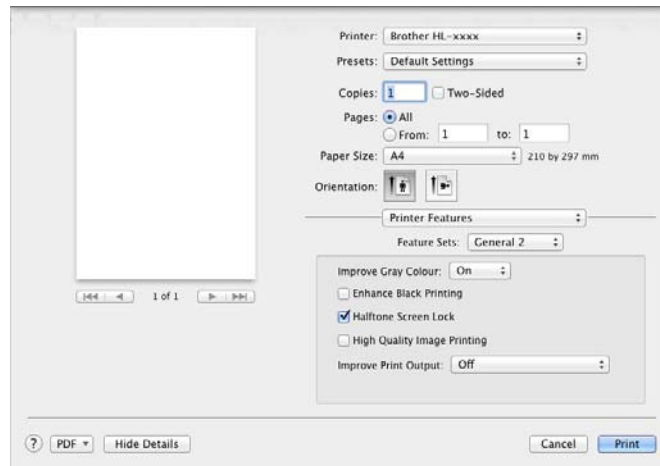 Printer: Brother HL-xxxx
Presets: Default Settings
Copies: 1 Two-Sided
Pages: All
From: 1 to: 1
Paper Size: A4 210 by 297 mm
Orientation:
Printer Features
Feature Sets: General 2
Improve Gray Colour: On
Enhance Black Printing
Halftone Screen Lock
High Quality Image Printing
Improve Print Output: Off
1 of 1
? PDF Hide Details Cancel Print